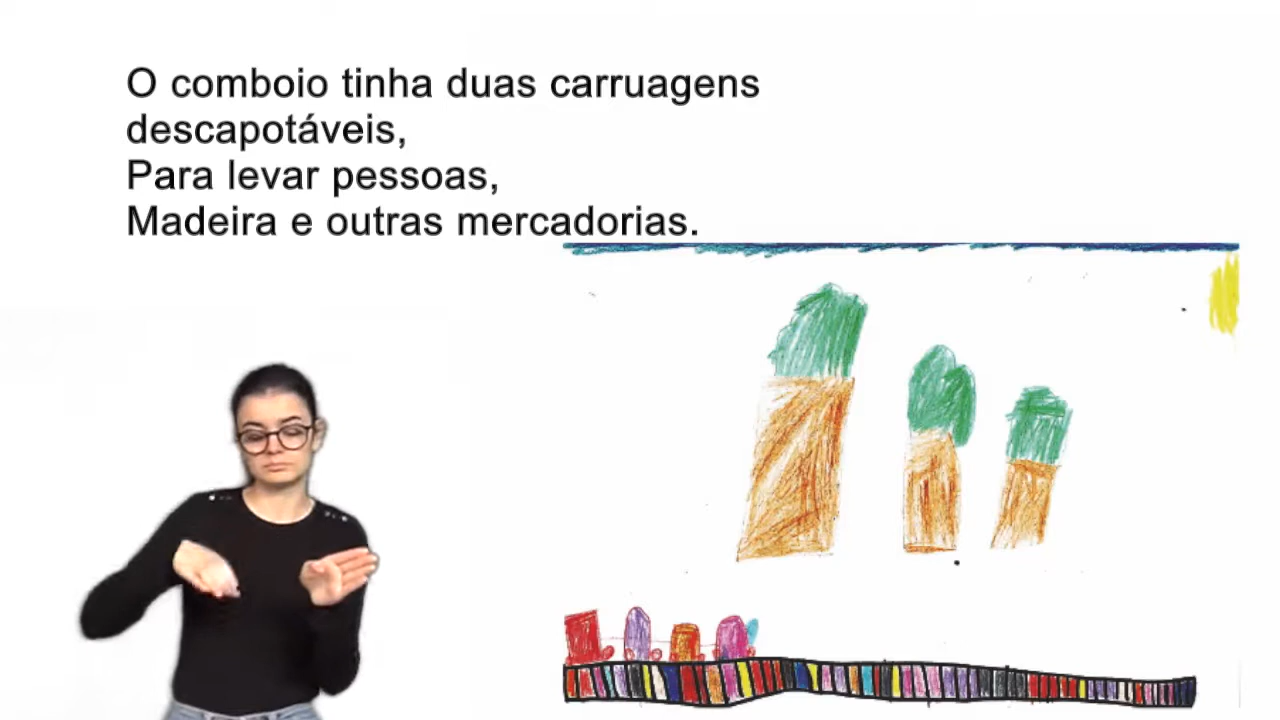 O comboio tinha duas carruagens
descapotáveis,
Para levar pessoas,
Madeira e outras mercadorias.